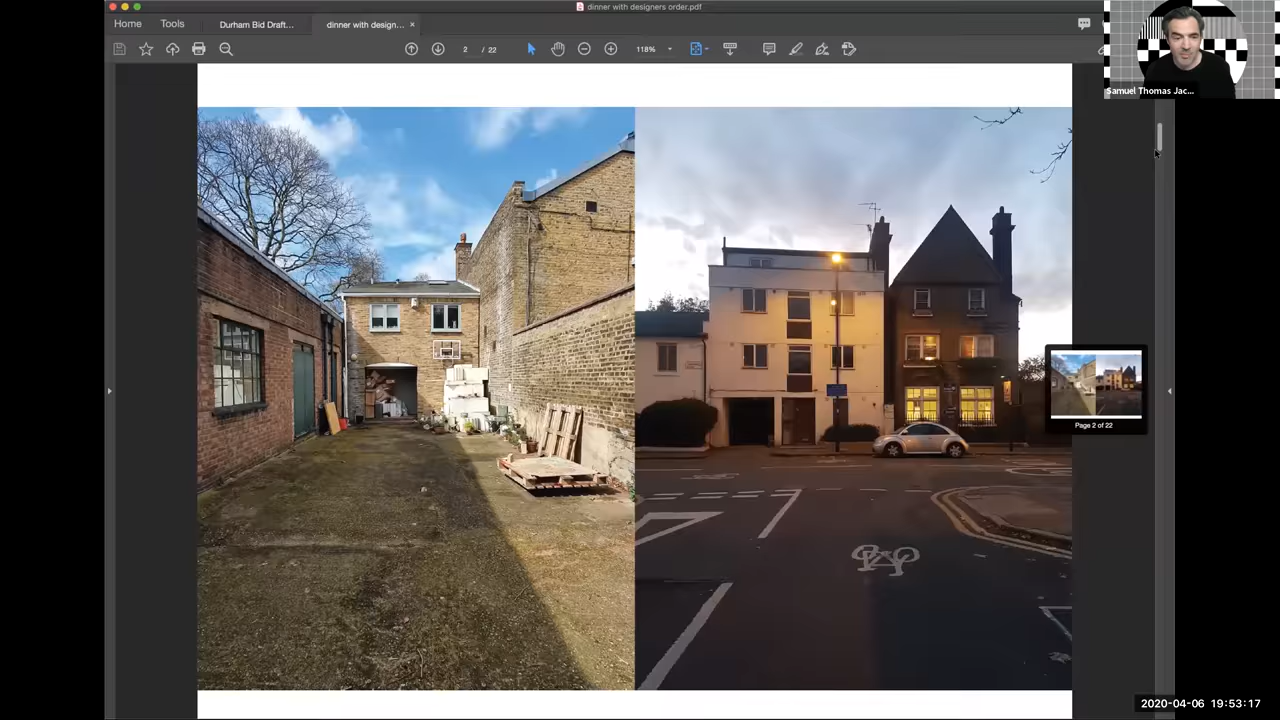 dinner with designers order.pdf
Home
Tools
Durham Bid Draft...
dinner with design... ×
2 / 22
118%
Samuel Thomas Jac...
Page 2 of 22
2020-04-06 19:53:17